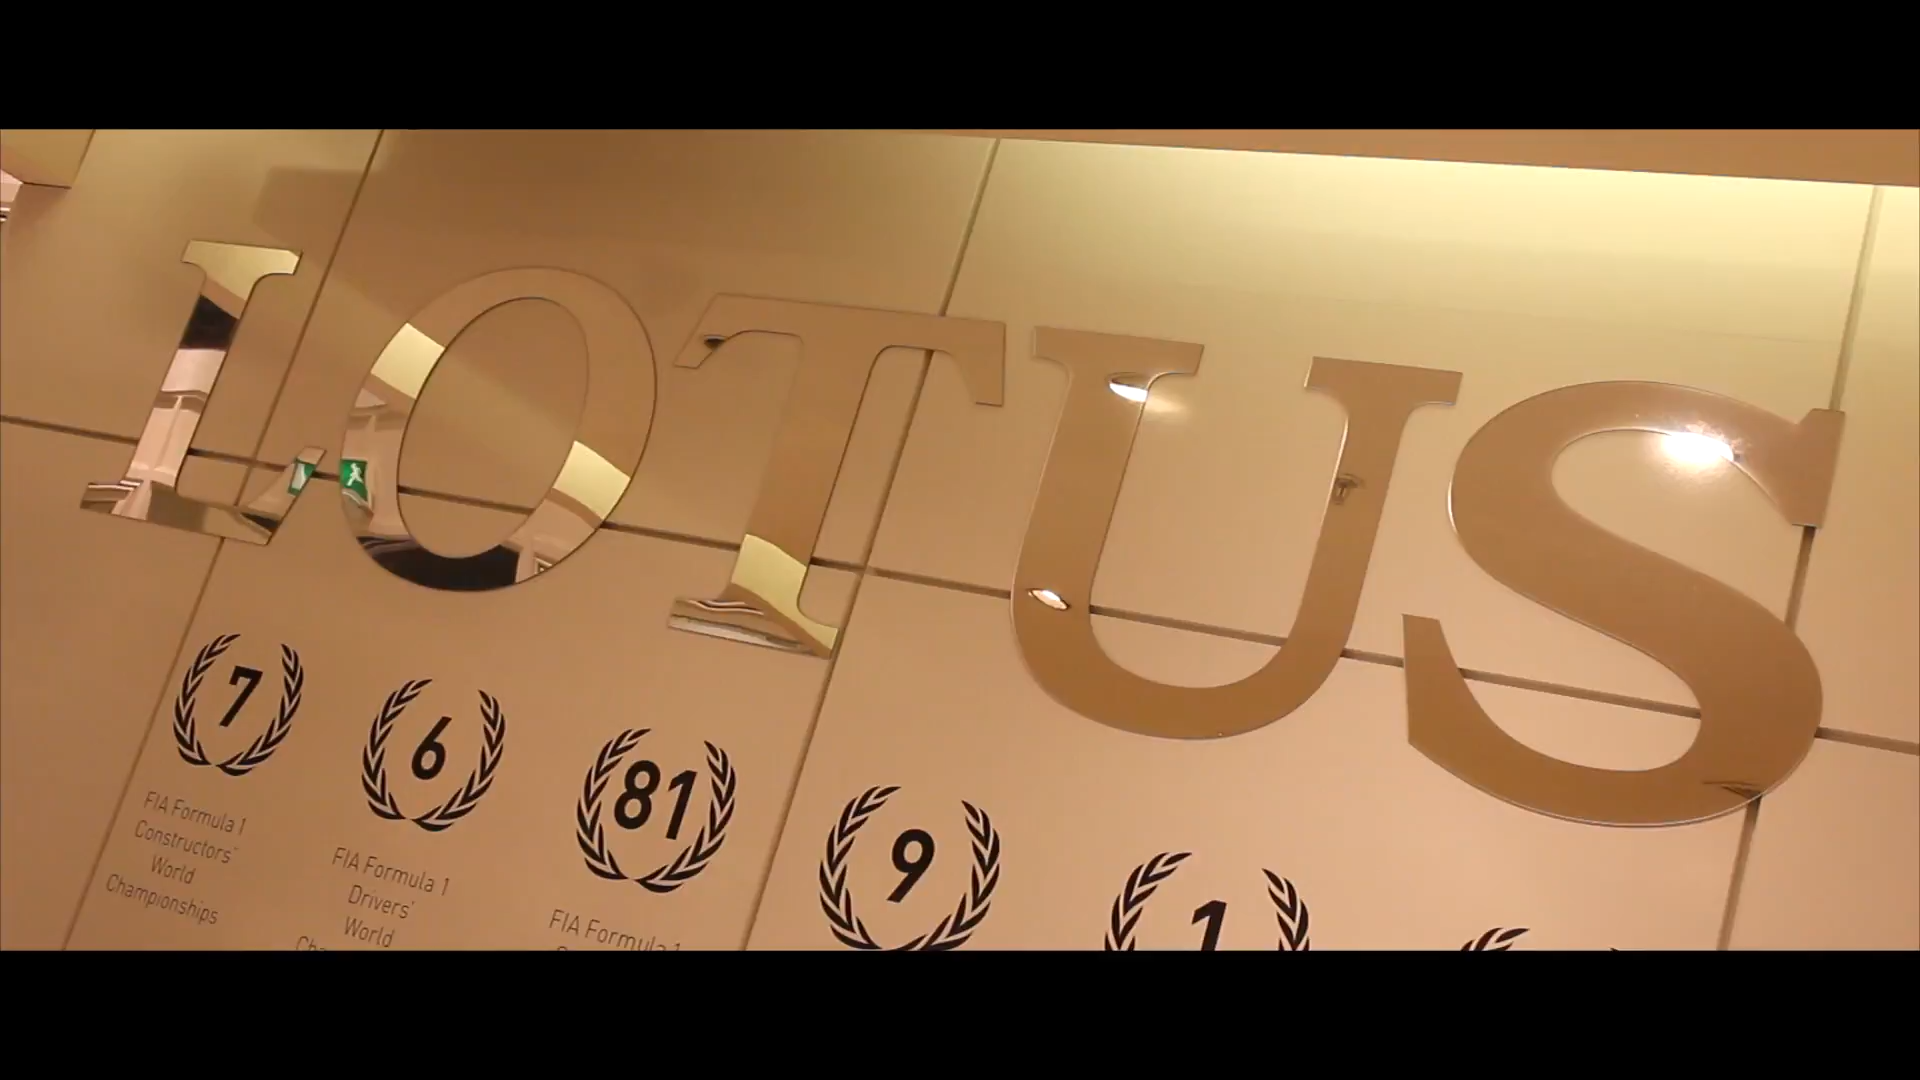 LOTUS
7
FIA Formula 1
Constructors'
World
Championships
6
FIA Formula 1
Drivers'
World
81
FIA Formula 1
9
1